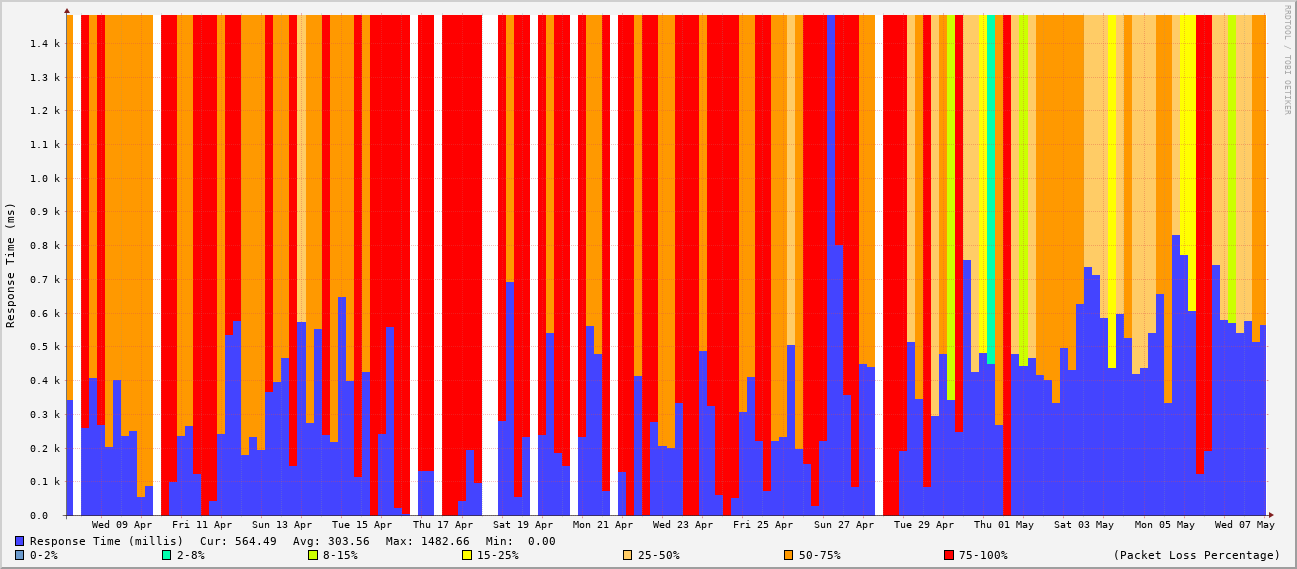 RRDTOOL / TOBI OETIKER
Response Time (ms)
1.4 k
1.3 k
1.2 k
1.1 k
1.0 k
0.9 k
0.8 k
0.7 k
0.6 k
0.5 k
0.4 k
0.3 k
0.2 k
0.1 k
0.0
Wed 09 Apr Fri 11 Apr Sun 13 Apr Tue 15 Apr Thu 17 Apr Sat 19 Apr Mon 21 Apr Wed 23 Apr Fri 25 Apr Sun 27 Apr Tue 29 Apr Thu 01 May Sat 03 May Mon 05 May Wed 07 May
Response Time (millis) Cur: 564.49 Avg: 303.56 Max: 1482.66 Min: 0.00
0-2% 2-8% 8-15% 15-25% 25-50% 50-75% 75-100% (Packet Loss Percentage)